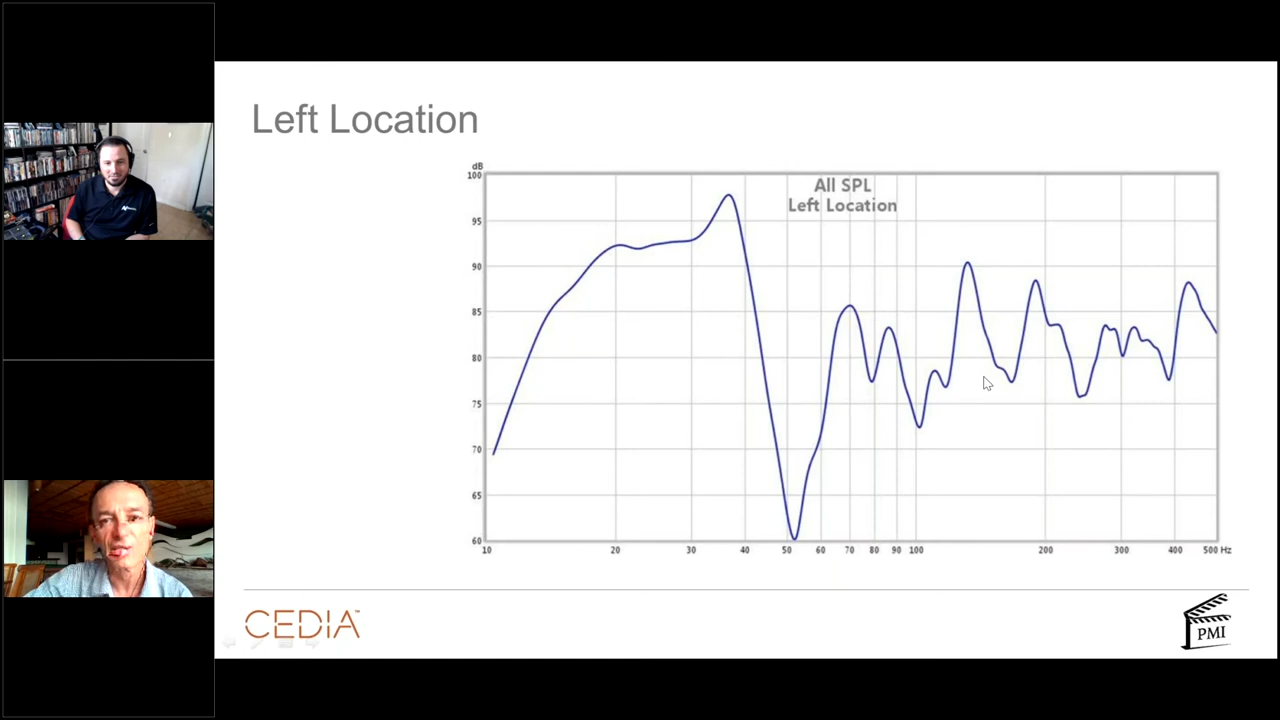 Left Location
dB
All SPL
Left Location
100
95
90
85
80
75
70
65
60
10 20 30 40 50 60 70 80 90 100 200 300 400 500 Hz
CEDIA™
PMI